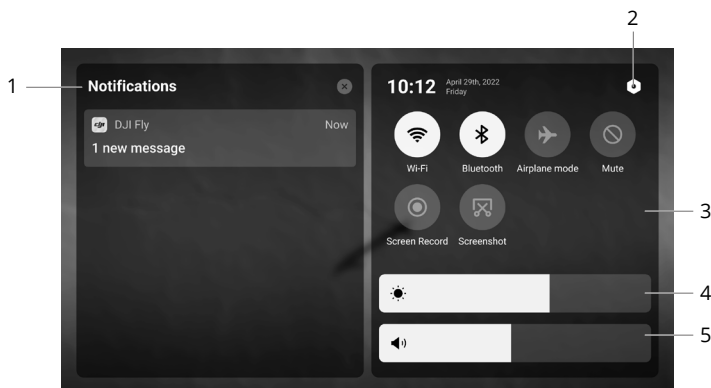 2
1
Notifications
DJI Fly
Now
1 new message
10:12
April 29th, 2022
Friday
Wi-Fi
Bluetooth
Airplane mode
Mute
Screen Record
Screenshot
3
4
5